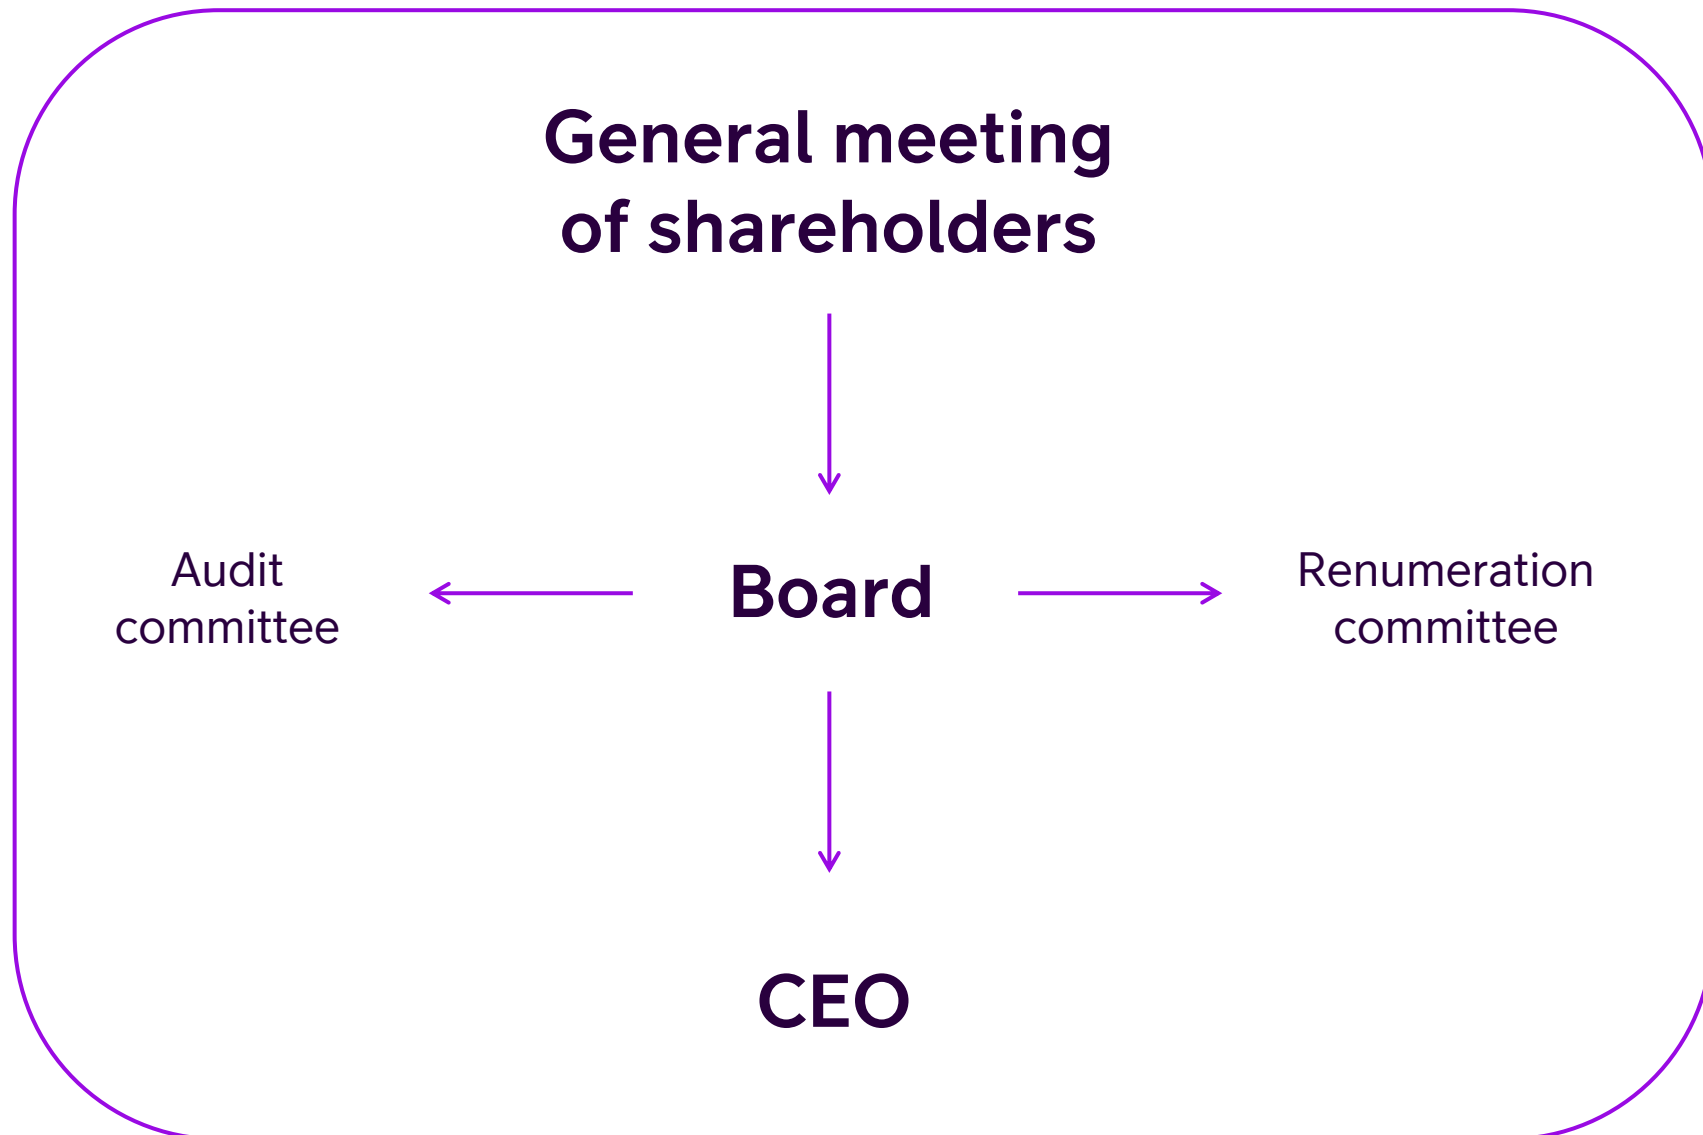 General meeting
of shareholders
Audit
committee
Board
Renumeration
committee
CEO